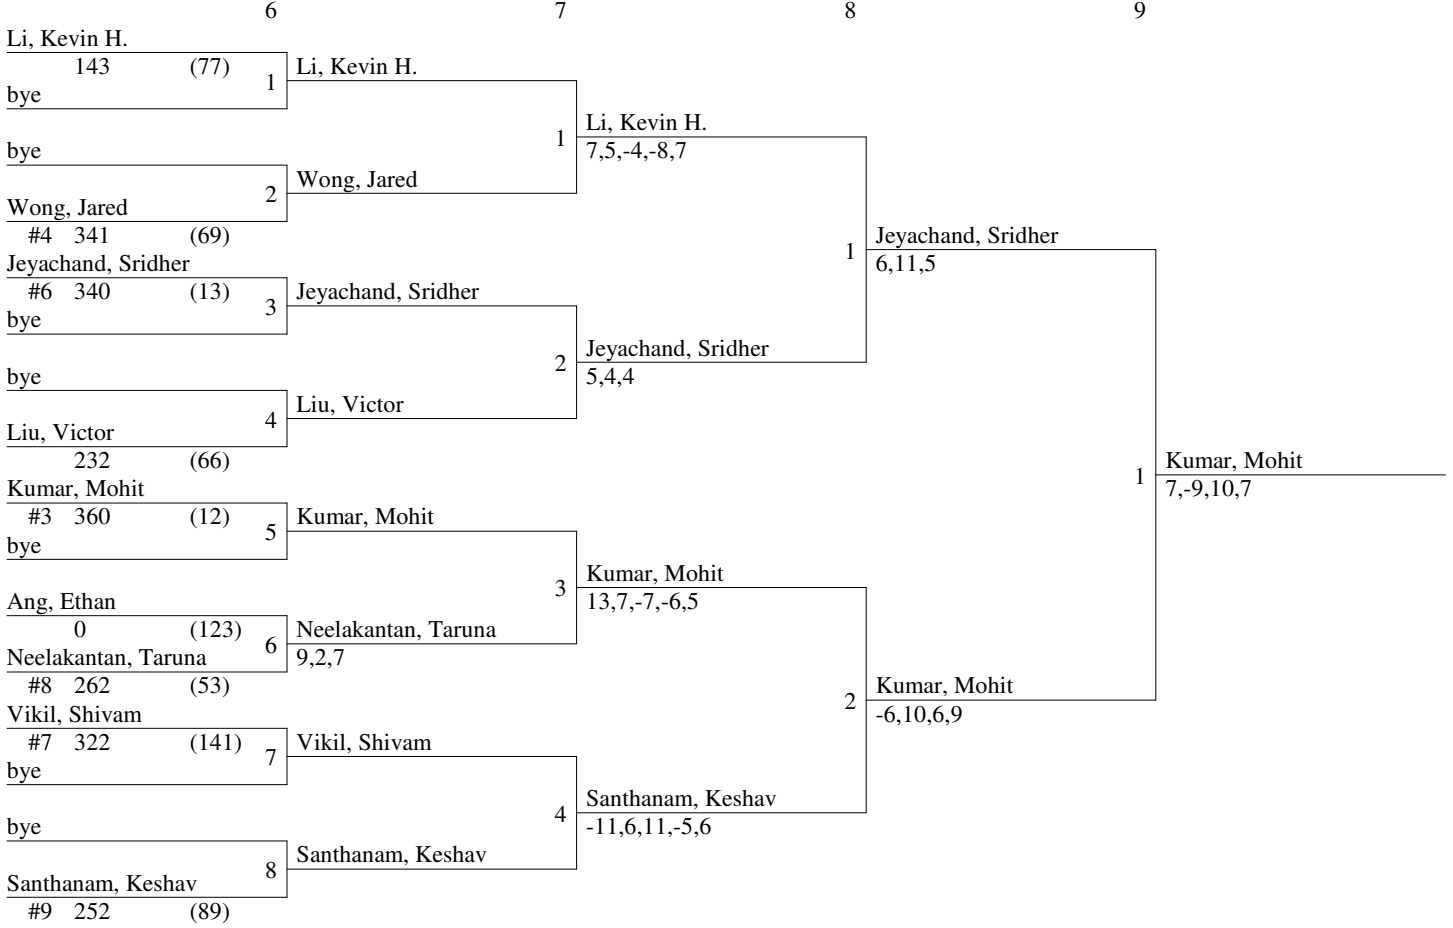 6 7 8 9
Li, Kevin H.
143 (77) 1 Li, Kevin H.
bye
1 Li, Kevin H.
7,5,-4,-8,7
bye
2 Wong, Jared
Wong, Jared
#4 341 (69)
1 Jeyachand, Sridher
6,11,5
Jeyachand, Sridher
#6 340 (13) 3 Jeyachand, Sridher
bye
2 Jeyachand, Sridher
5,4,4
bye
4 Liu, Victor
Liu, Victor
232 (66)
1 Kumar, Mohit
7,-9,10,7
Kumar, Mohit
#3 360 (12) 5 Kumar, Mohit
bye
3 Kumar, Mohit
13,7,-7,-6,5
Ang, Ethan
0 (123) 6 Neelakantan, Taruna
9,2,7
Neelakantan, Taruna
#8 262 (53)
2 Kumar, Mohit
-6,10,6,9
Vikil, Shivam
#7 322 (141) 7 Vikil, Shivam
bye
4 Santhanam, Keshav
-11,6,11,-5,6
bye
8 Santhanam, Keshav
Santhanam, Keshav
#9 252 (89)